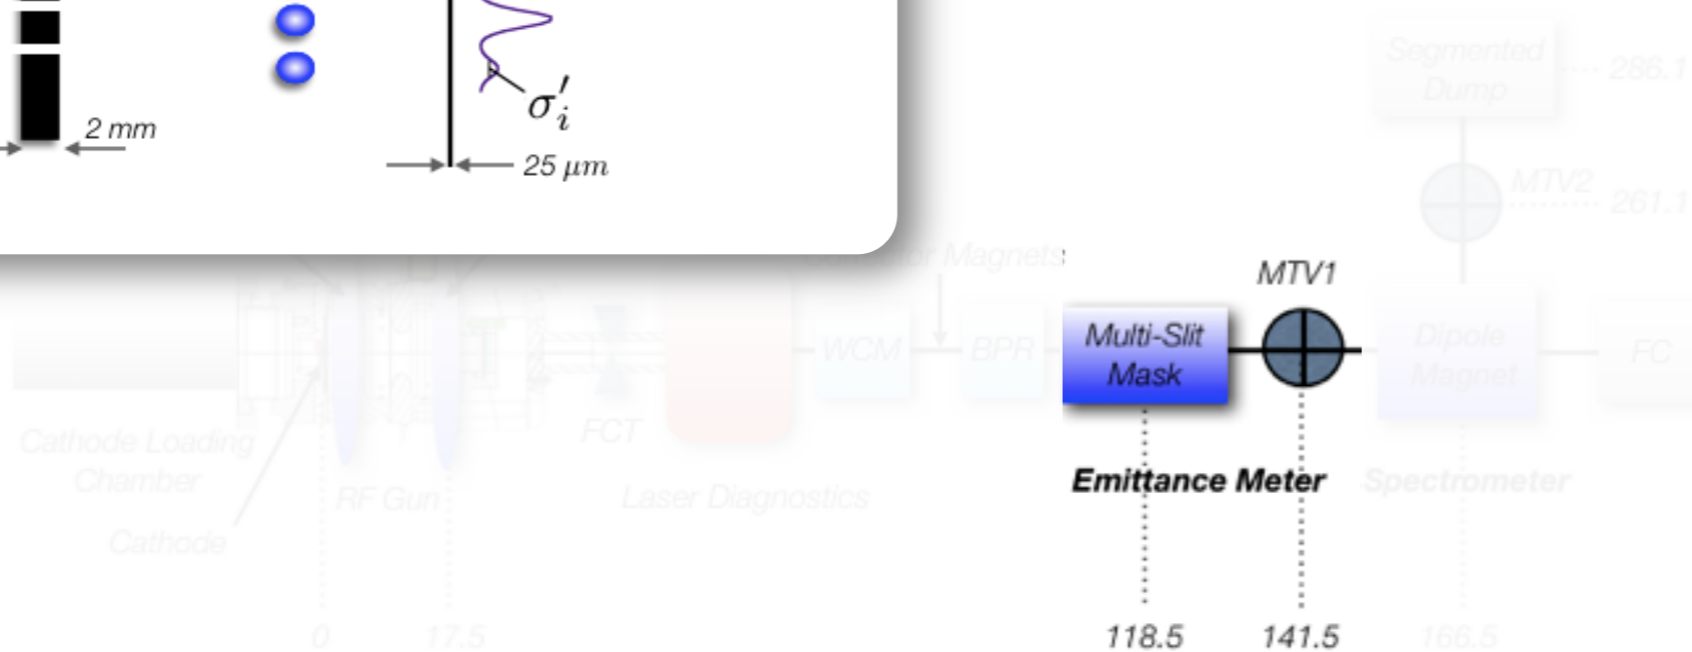 σ′i
2 mm
25 μm
Segmented
Dump
286.1
MTV2
261.1
or Magnets
MTV1
WCM
BPR
Multi-Slit
Mask
Dipole
Magnet
FC
FCT
Cathode Loading
Chamber
RF Gun
Laser Diagnostics
Emittance Meter
Spectrometer
Cathode
0
17.5
118.5
141.5
166.5